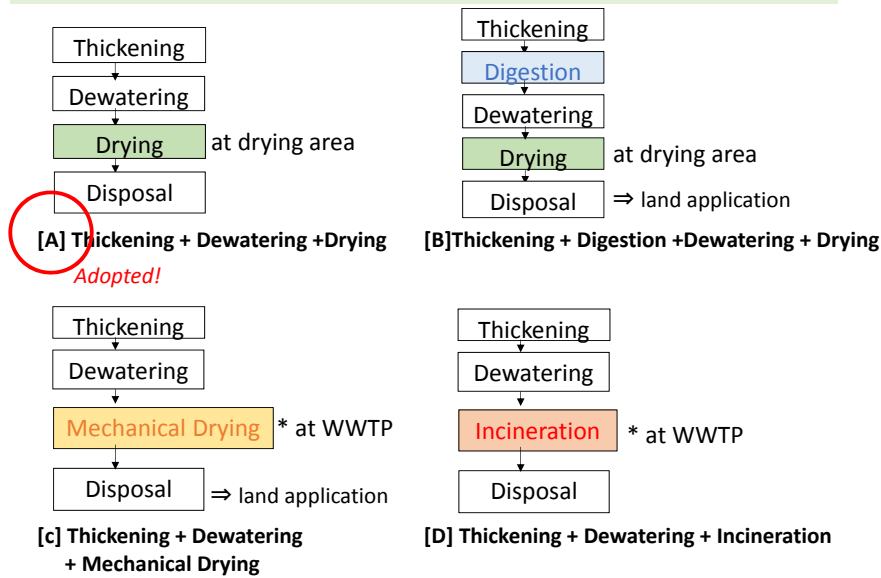 Thickening
Dewatering
Drying at drying area
Disposal
[A] Thickening + Dewatering +Drying
Adopted!
Thickening
Digestion
Dewatering
Drying at drying area
Disposal ⇒ land application
[B]Thickening + Digestion +Dewatering + Drying
Thickening
Dewatering
Mechanical Drying * at WWTP
Disposal ⇒ land application
[c] Thickening + Dewatering
+ Mechanical Drying
Thickening
Dewatering
Incineration * at WWTP
Disposal
[D] Thickening + Dewatering + Incineration